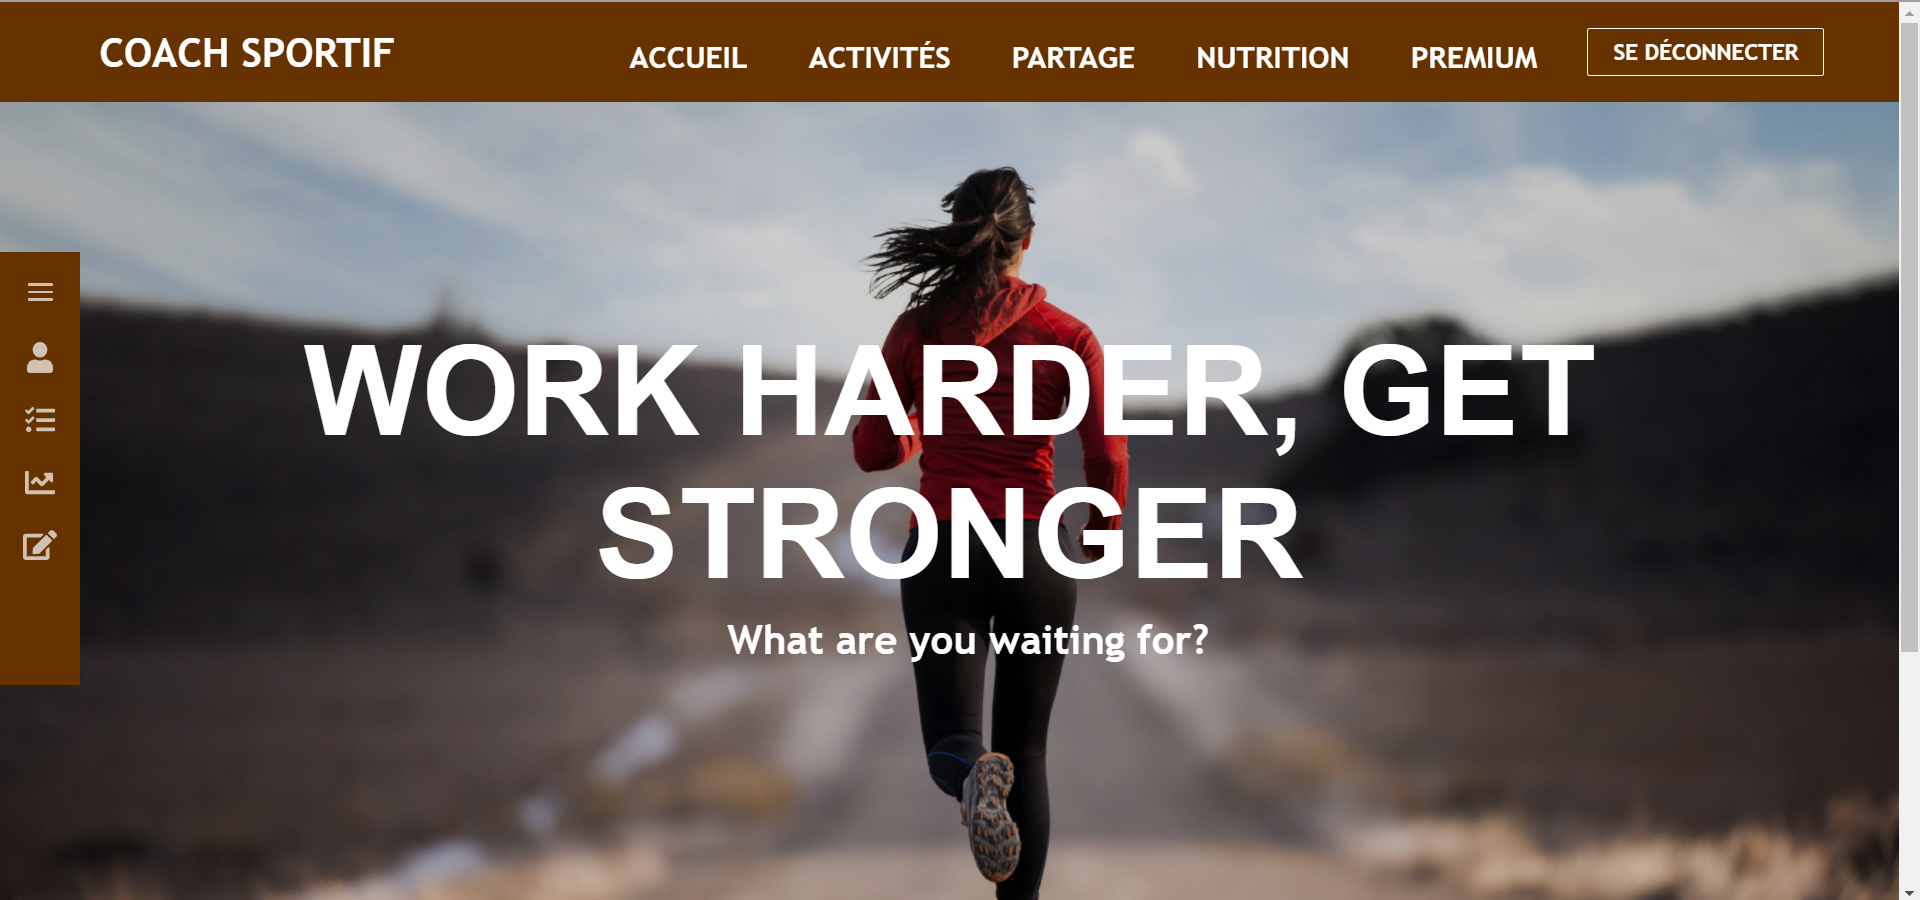 COACH SPORTIF
ACCUEIL ACTIVITÉS PARTAGE NUTRITION PREMIUM SE DÉCONNECTER
WORK HARDER, GET
STRONGER
What are you waiting for?